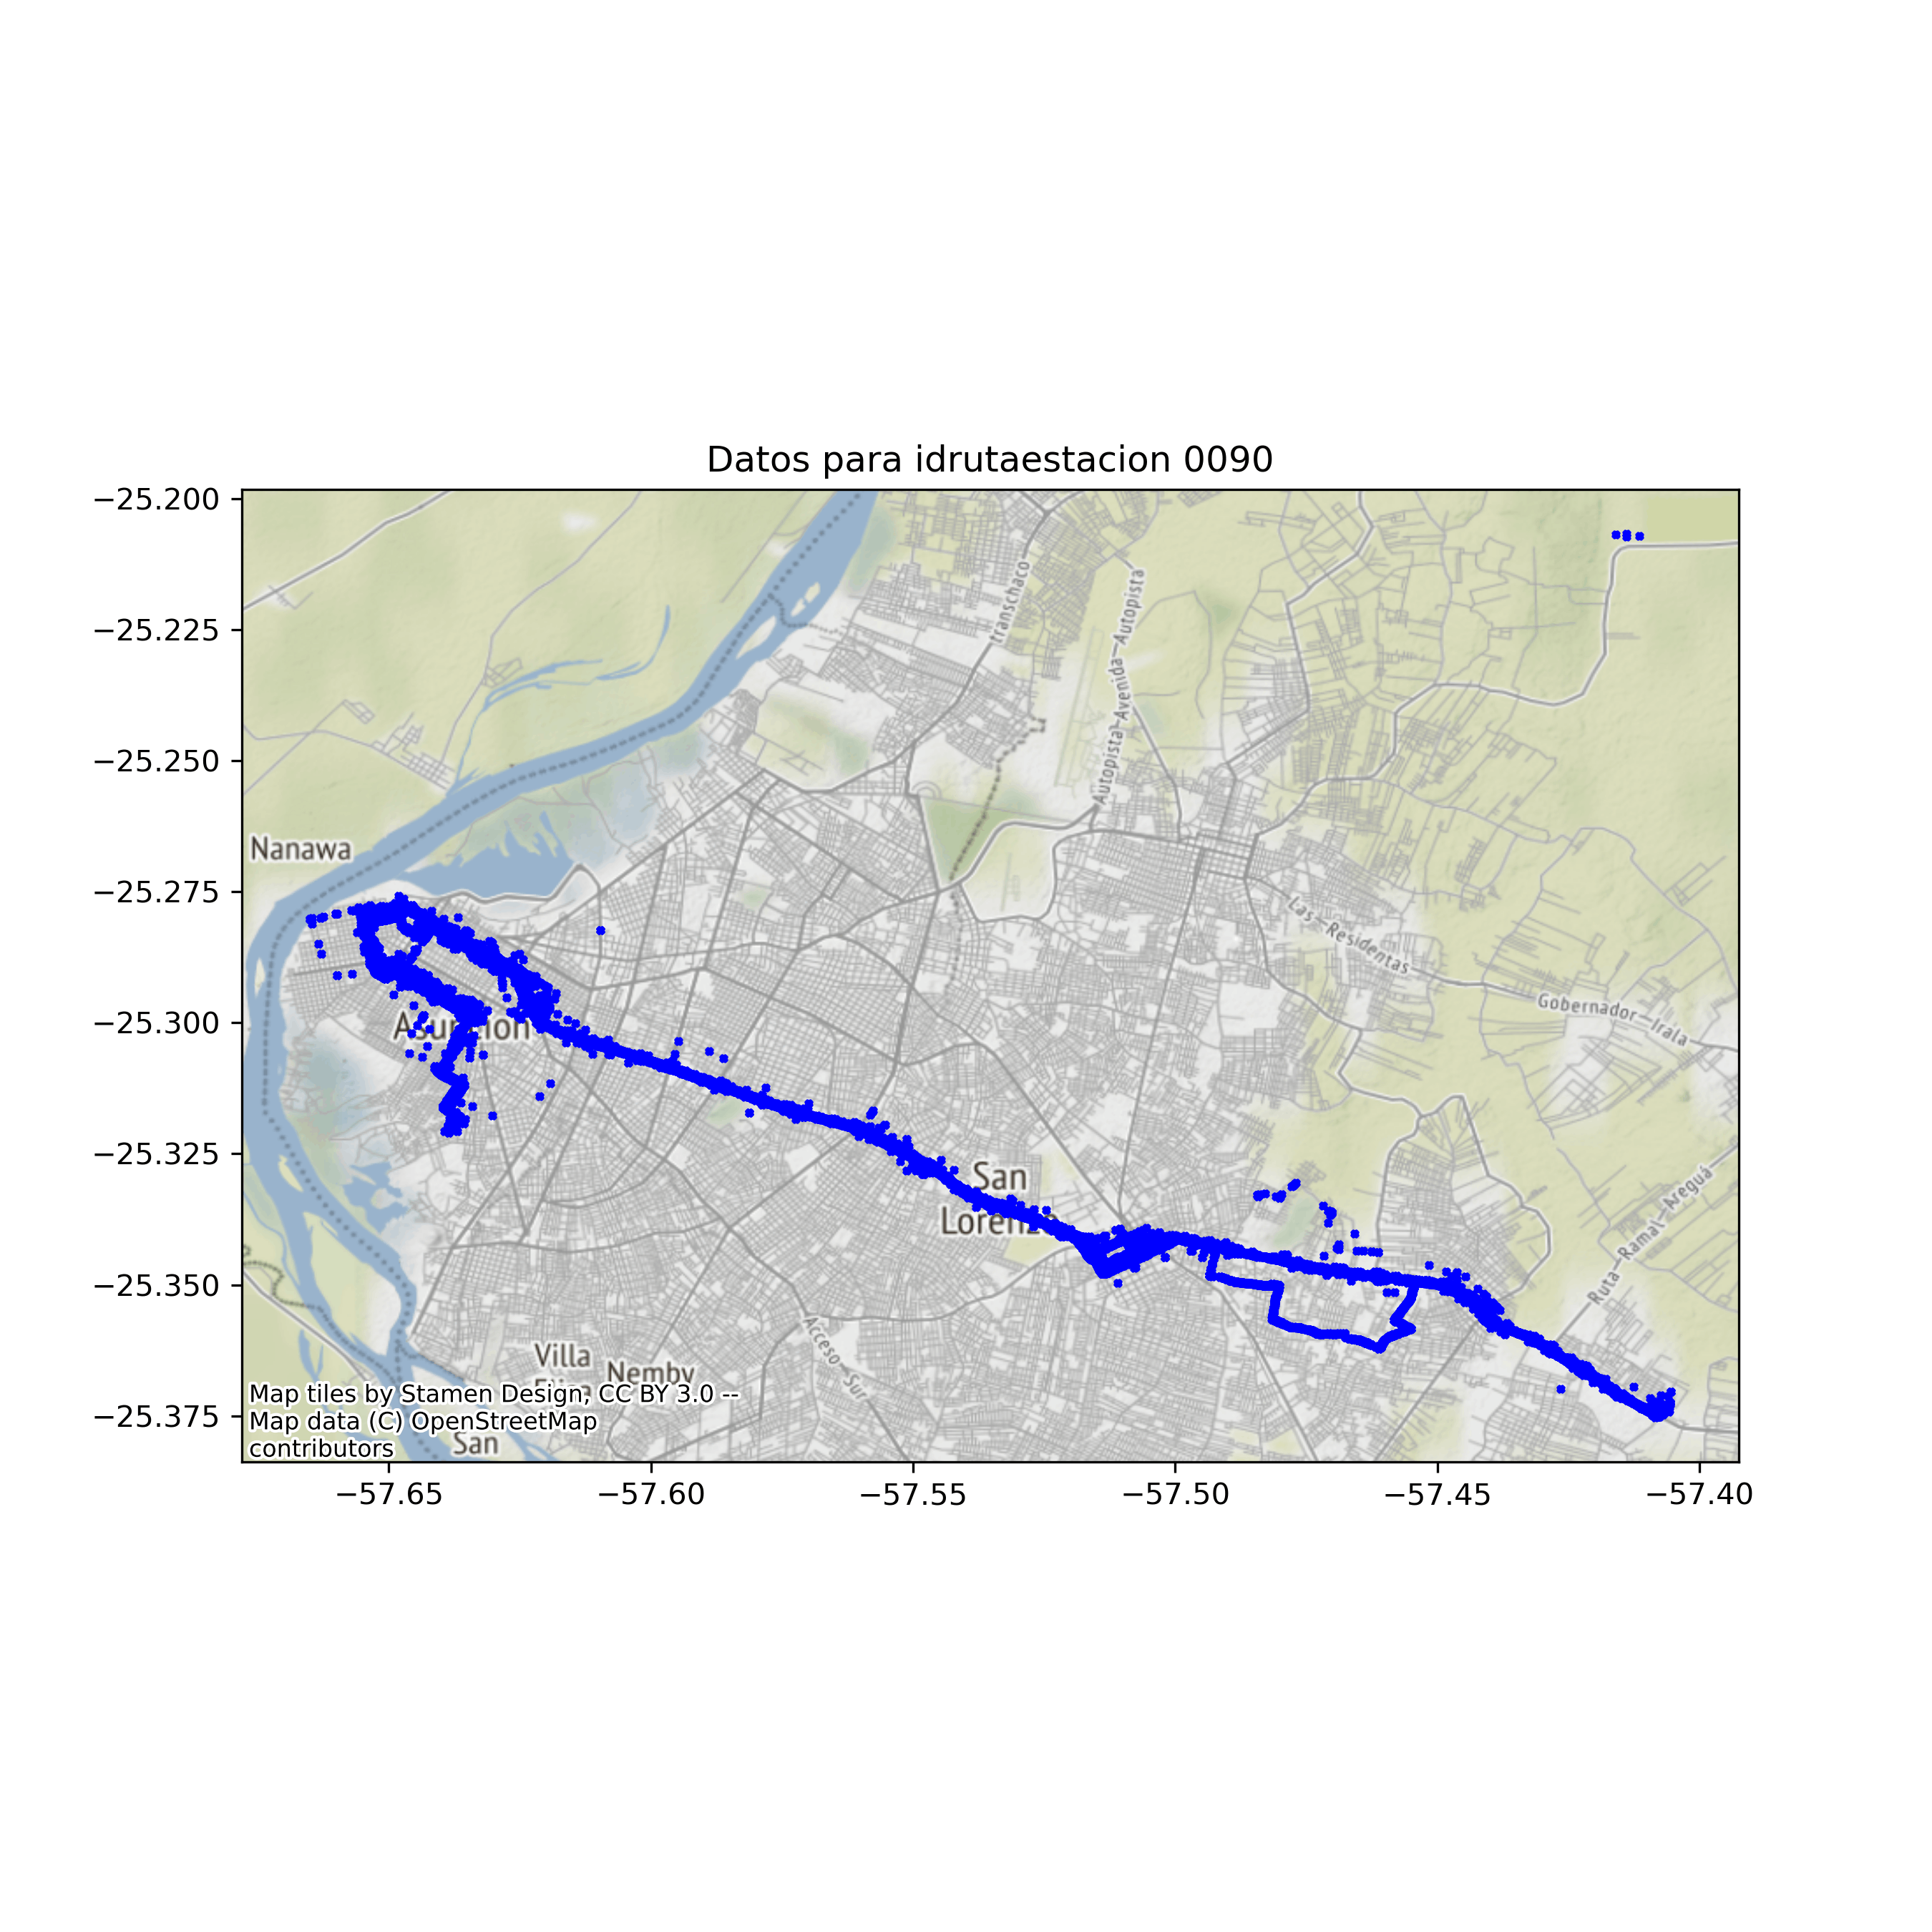 Datos para idrutaestacion 0090
−25.200
−25.225
−25.250
−25.275
−25.300
−25.325
−25.350
−25.375
transchaco
Autopista—Avenida—Autopista
Nanawa
Las—Residentas
Gobernador—Irala
Asuncion
San
Lorenzo
Ruta—Ramal—Areguá
Acceso—Sur
Villa
Nemby
Map tiles by Stamen Design, CC BY 3.0 --
Map data (C) OpenStreetMap
contributors
San
−57.65
−57.60
−57.55
−57.50
−57.45
−57.40